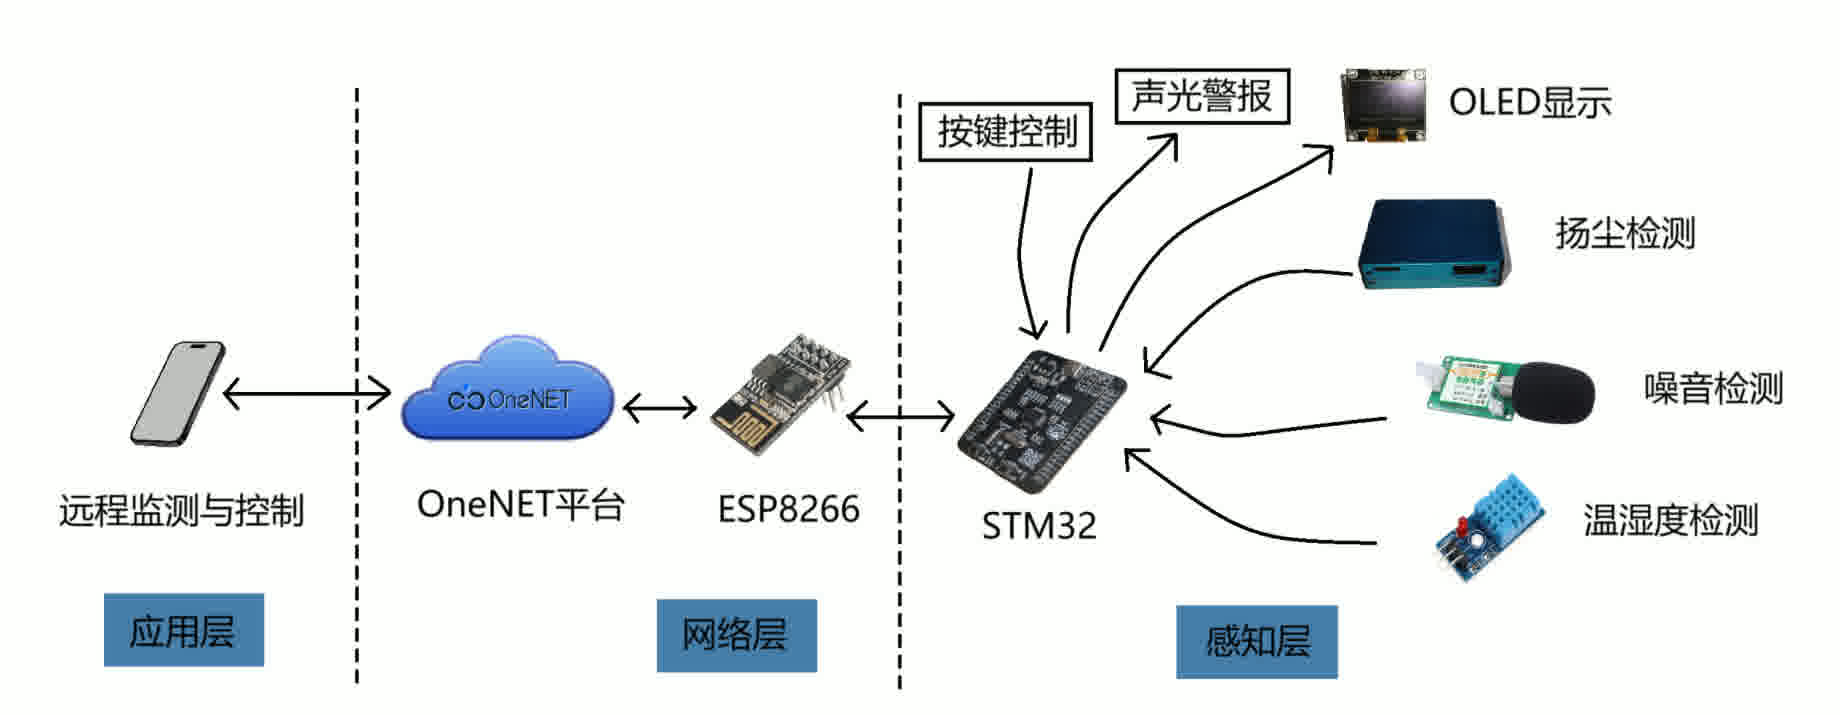 声光警报
按键控制
OLED显示
扬尘检测
噪音检测
OneNET
远程监测与控制
OneNET平台
ESP8266
STM32
温湿度检测
应用层
网络层
感知层